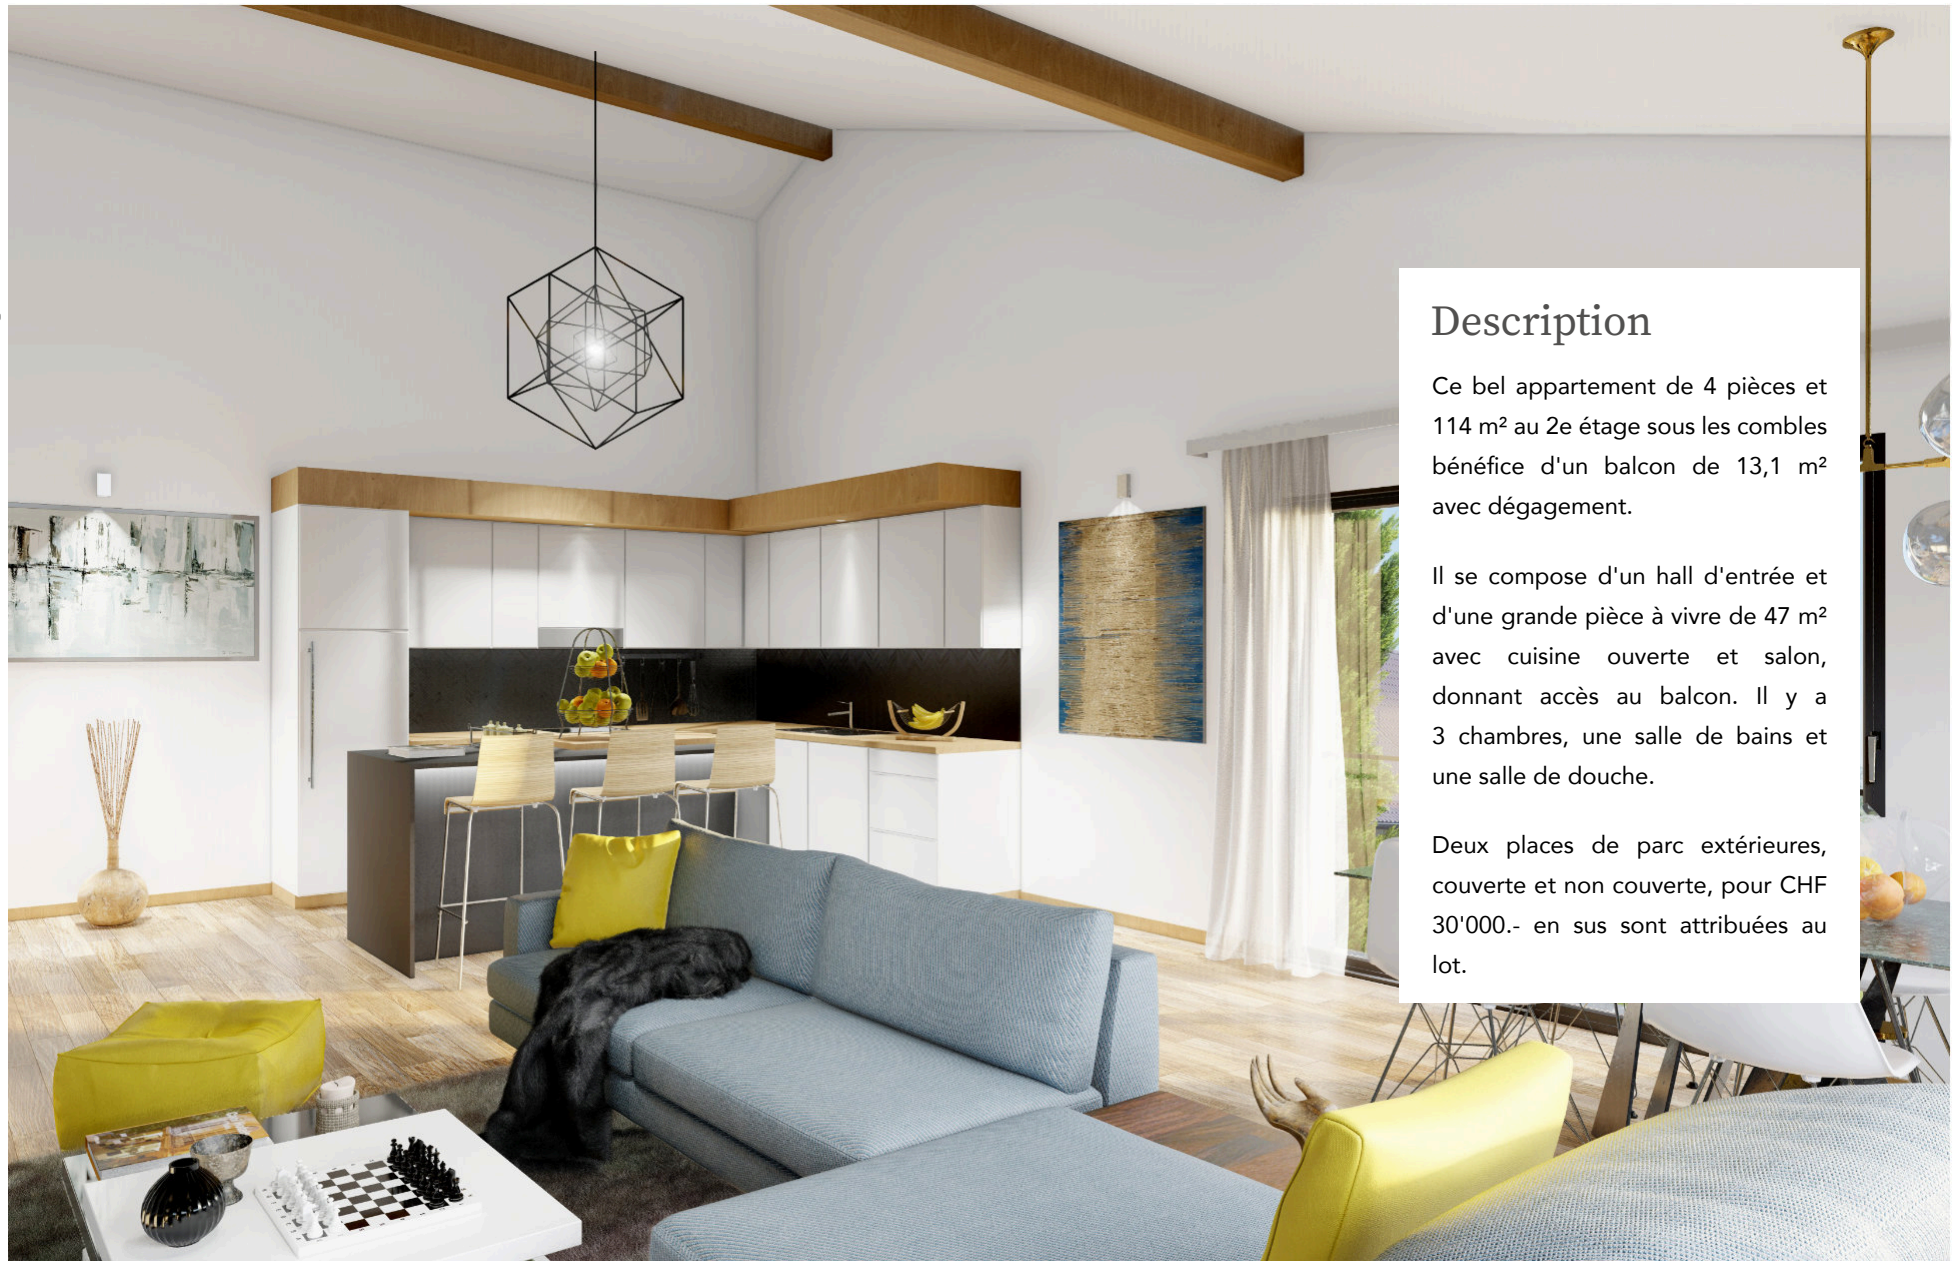 Description
Ce bel appartement de 4 pièces et
114 m² au 2e étage sous les combles
bénéfice d'un balcon de 13,1 m²
avec dégagement.
Il se compose d'un hall d'entrée et
d'une grande pièce à vivre de 47 m²
avec cuisine ouverte et salon,
donnant accès au balcon. Il y a
3 chambres, une salle de bains et
une salle de douche.
Deux places de parc extérieures,
couverte et non couverte, pour CHF
30'000.- en sus sont attribuées au
lot.